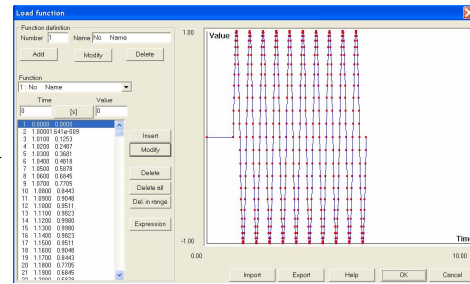 Load function
Function definition
Number 1 Name No Name
Add Modify Delete
Function
1 : No Name
Time Value
0 [s] 0
1 0.0000 0.0000
2 1.0000 1.641e-009
3 1.0100 0.1253
4 1.0200 0.2487
5 1.0300 0.3681
6 1.0400 0.4818
7 1.0500 0.5878
8 1.0600 0.6845
9 1.0700 0.7705
10 1.0800 0.8443
11 1.0900 0.9048
12 1.1000 0.9511
13 1.1100 0.9823
14 1.1200 0.9980
15 1.1300 0.9980
16 1.1400 0.9823
17 1.1500 0.9511
18 1.1600 0.9048
19 1.1700 0.8443
20 1.1800 0.7705
21 1.1900 0.6845
22 1.2000 0.5878
Insert
Modify
Delete
Delete all
Del. in range
Expression
1.00
Value
-1.00
Time
0.00
10.00
Import Export Help OK Cancel